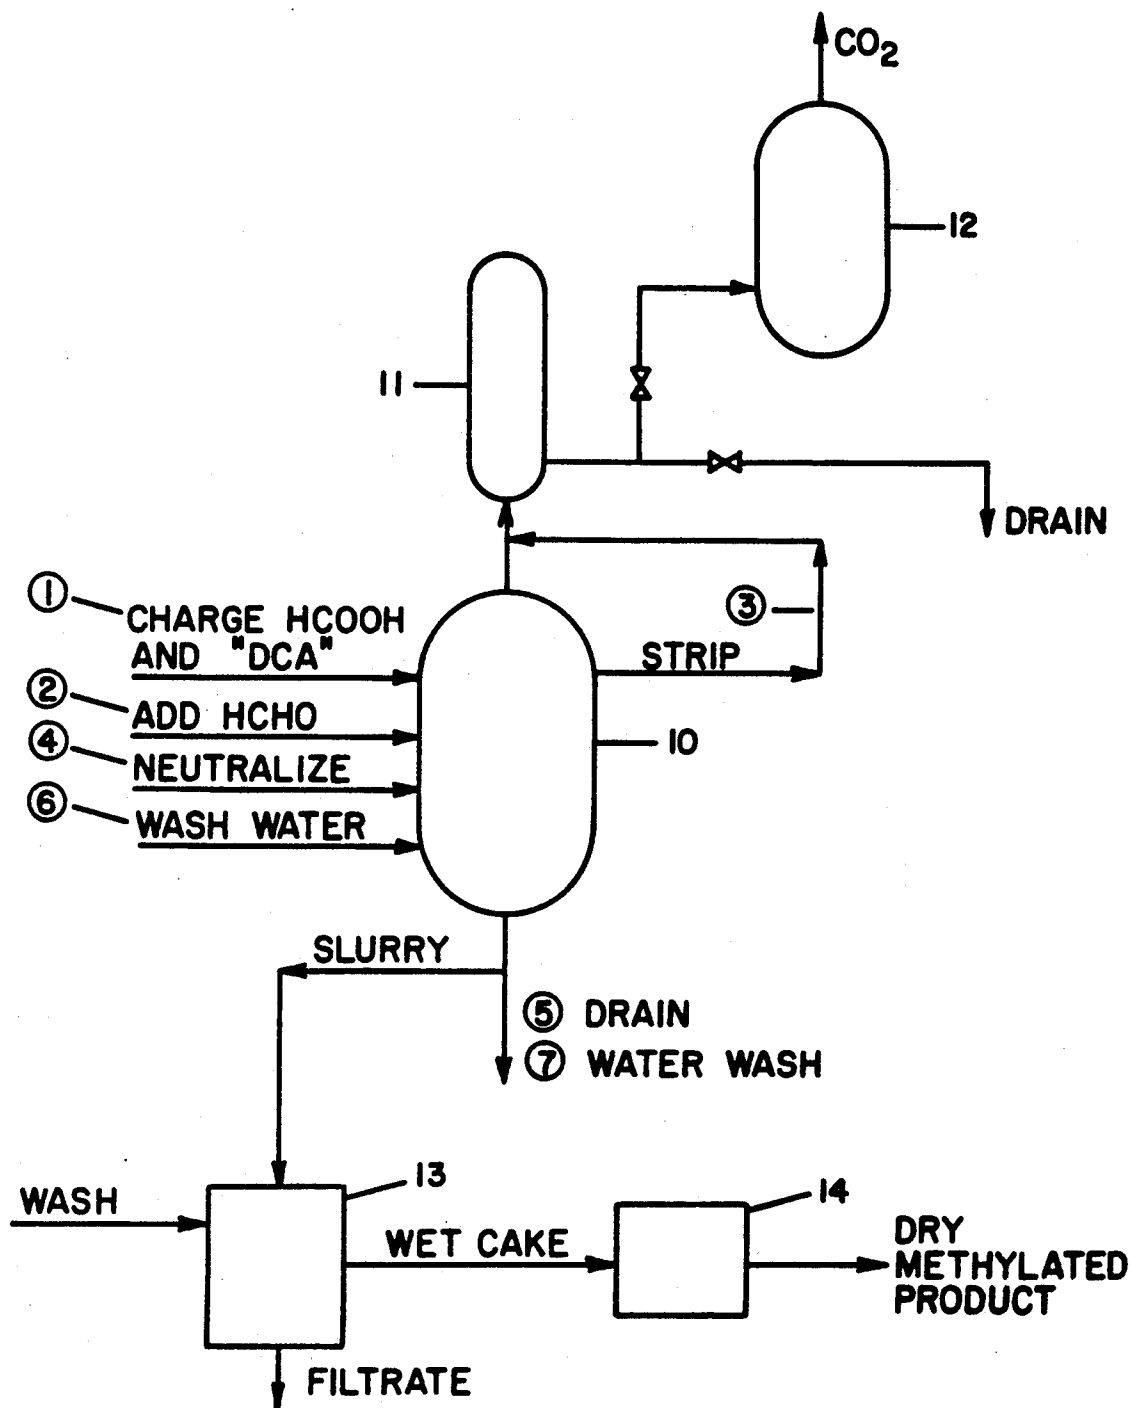 CO2
12
11
DRAIN
① CHARGE HCOOH
AND "DCA"
③
STRIP
② ADD HCHO
10
④ NEUTRALIZE
⑥ WASH WATER
SLURRY
⑤ DRAIN
⑦ WATER WASH
13
WASH
14
WET CAKE
DRY
METHYLATED
PRODUCT
FILTRATE